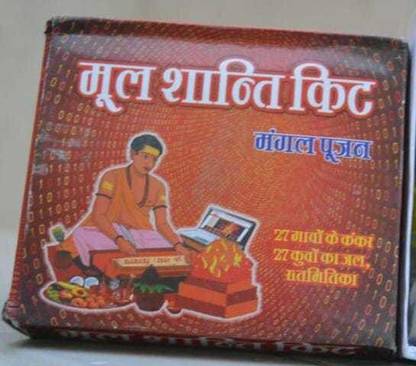 मूल शान्ति किट
मंगल पूजन
27 गावों के कंकर
27 कुवों का जल,
सतमितिका
मूल शान्ति किट